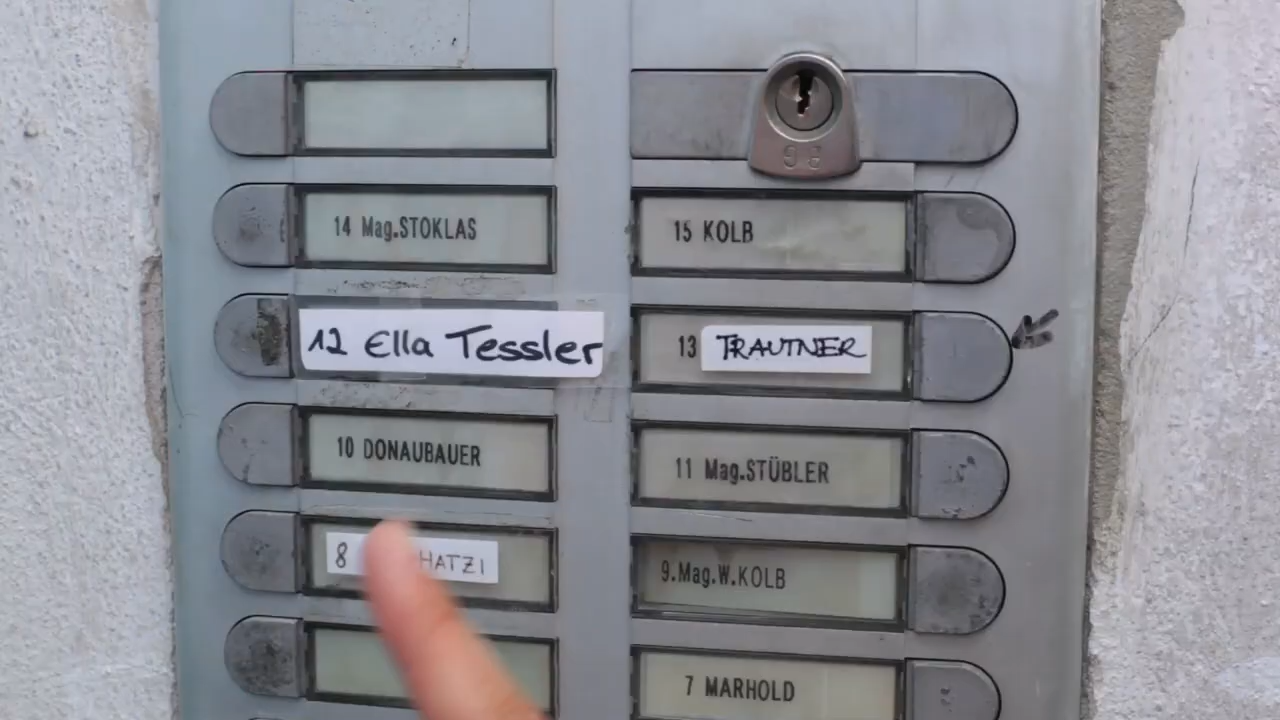 14 Mag.STOKLAS
15 KOLB
12 Ella Tessler
13 TRAUTNER
10 DONAUBAUER
11 Mag.STÜBLER
8
9.Mag.W.KOLB
7 MARHOLD